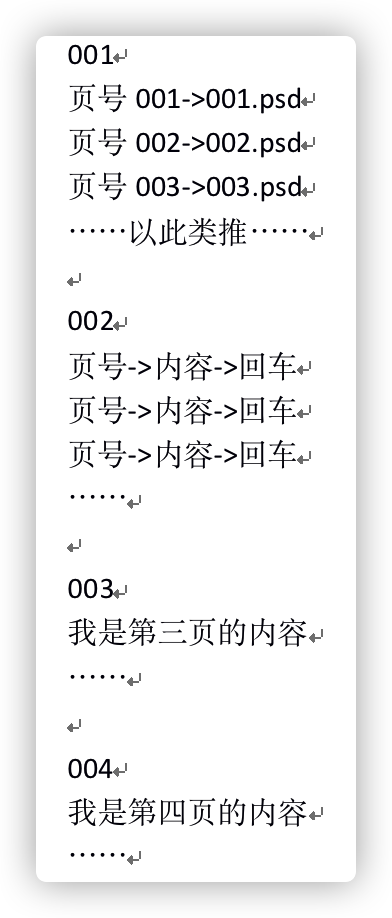 001↵
页号 001->001.psd↵
页号 002->002.psd↵
页号 003->003.psd↵
……以此类推……↵
↵
002↵
页号->内容->回车↵
页号->内容->回车↵
页号->内容->回车↵
……↵
↵
003↵
我是第三页的内容↵
……↵
↵
004↵
我是第四页的内容↵
……↵